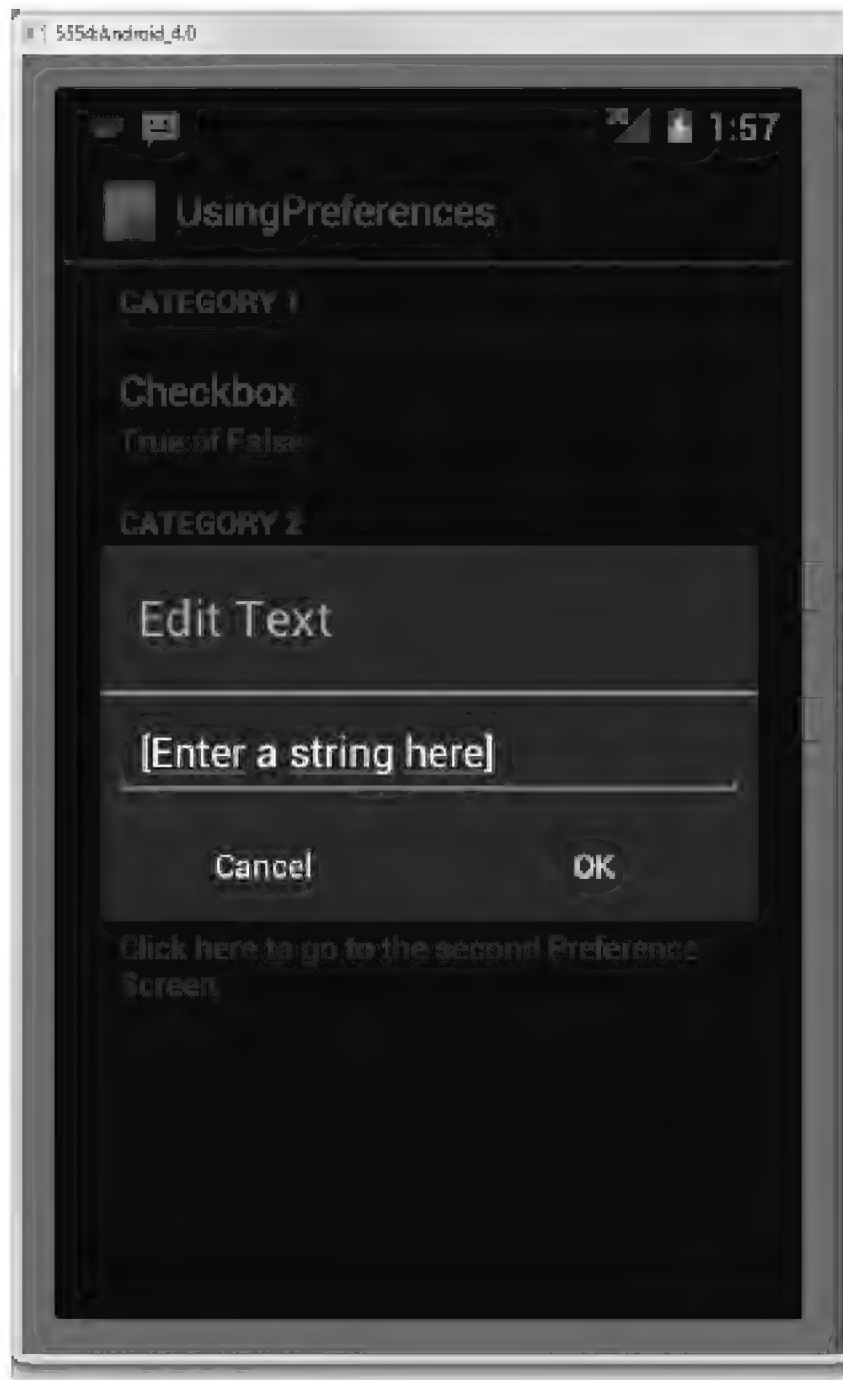 5554:Android_4.0
1:57
UsingPreferences
CATEGORY 1
Checkbox
True of False
CATEGORY 2
Edit Text
[Enter a string here]
Cancel
OK
Click here to go to the second Preference
Screen